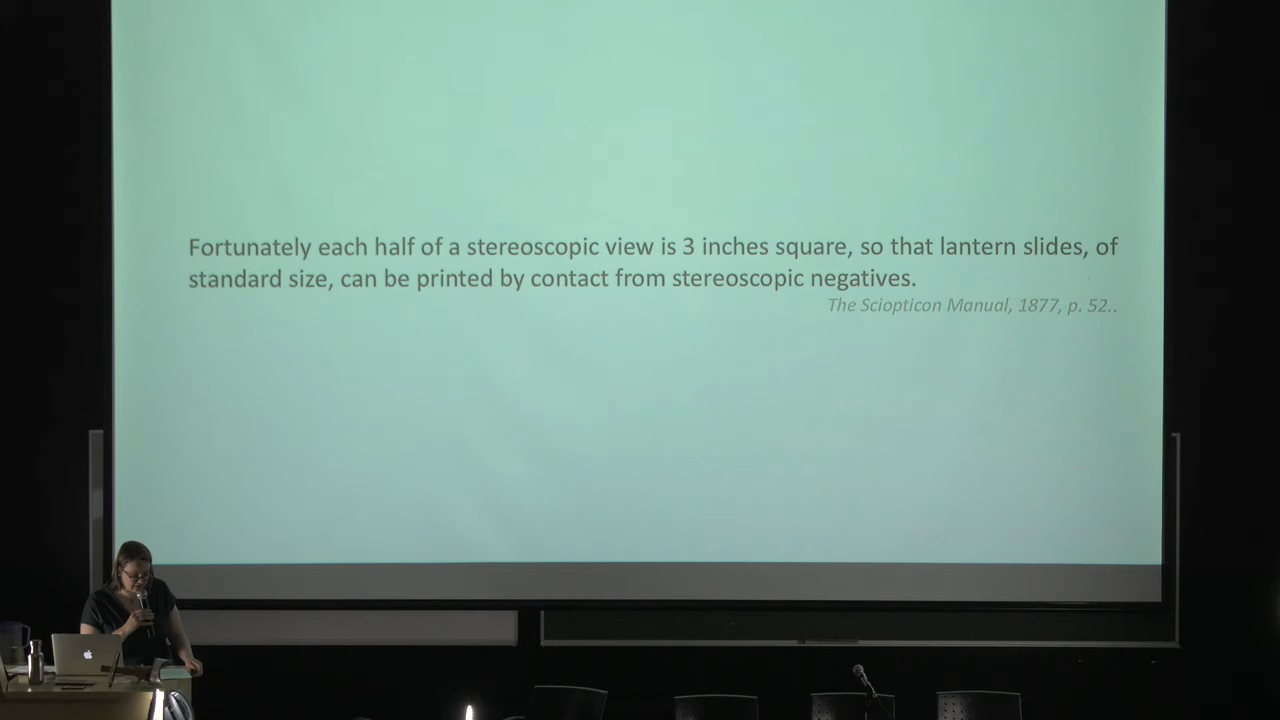 Fortunately each half of a stereoscopic view is 3 inches square, so that lantern slides, of
standard size, can be printed by contact from stereoscopic negatives.
The Sciopticon Manual, 1877, p. 52..